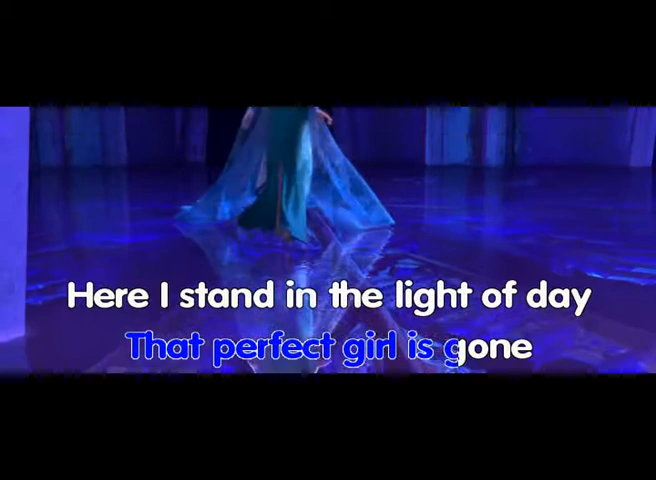 Here I stand in the light of day
That perfect girl is gone